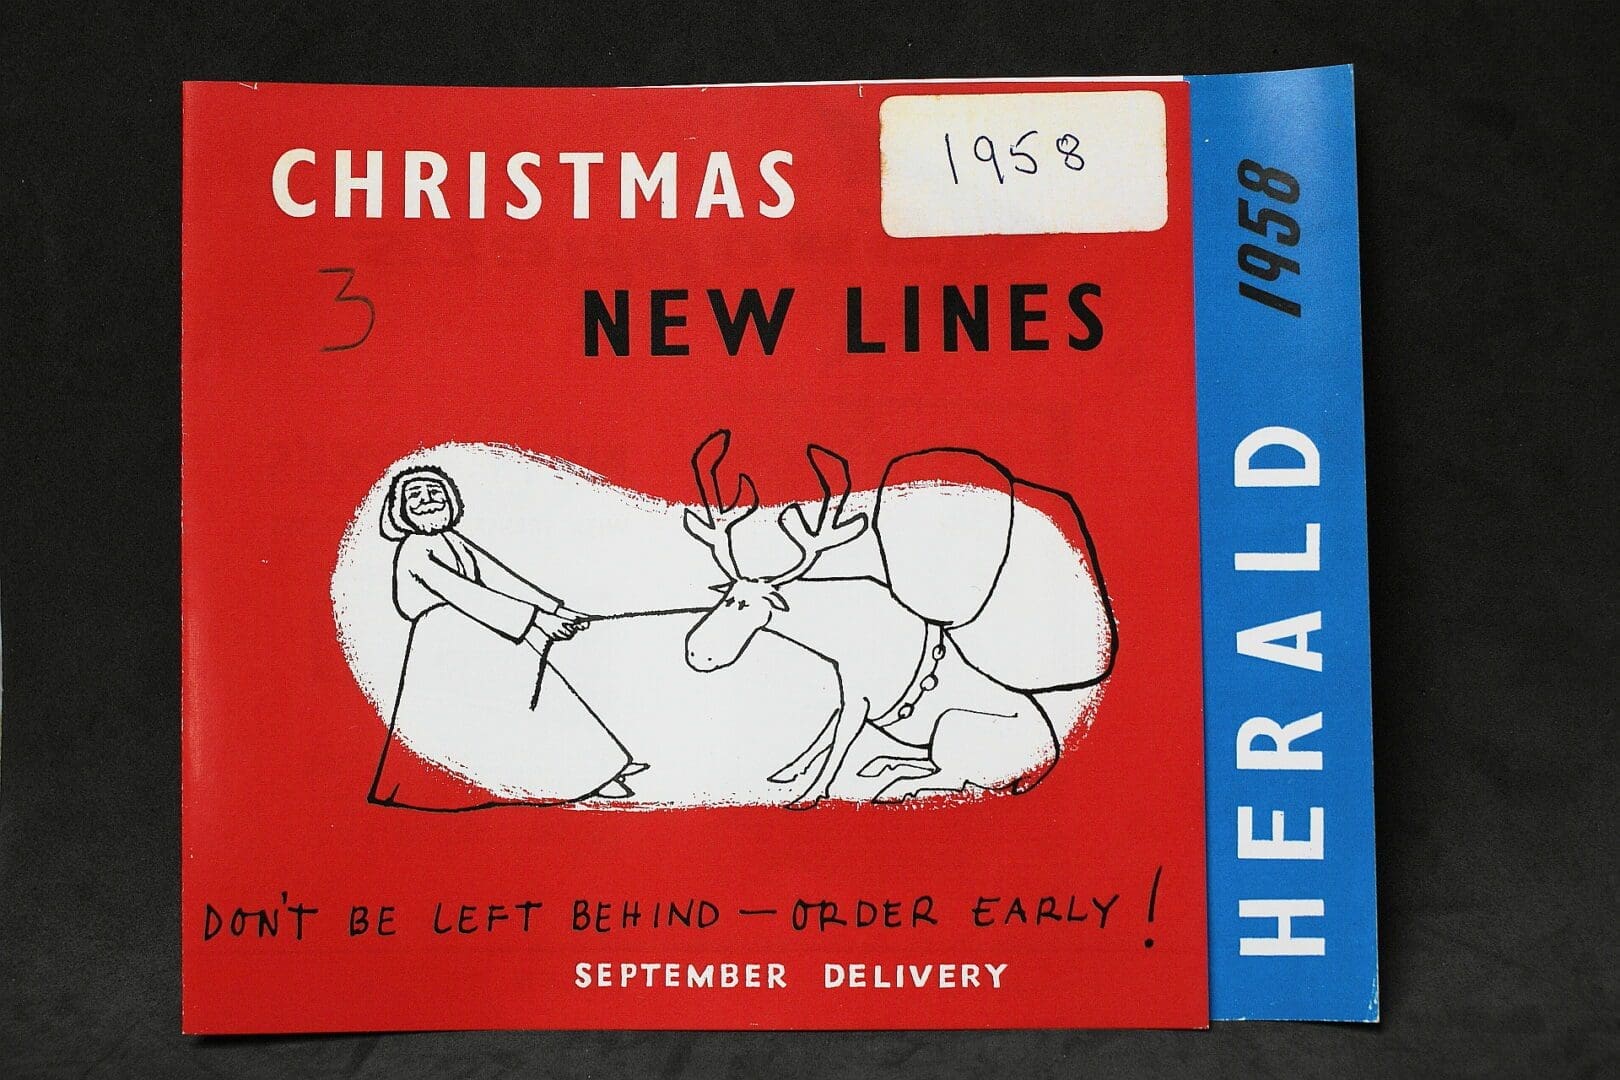 CHRISTMAS
1958
3
NEW LINES
DON'T BE LEFT BEHIND — ORDER EARLY!
SEPTEMBER DELIVERY
HERALD 1958